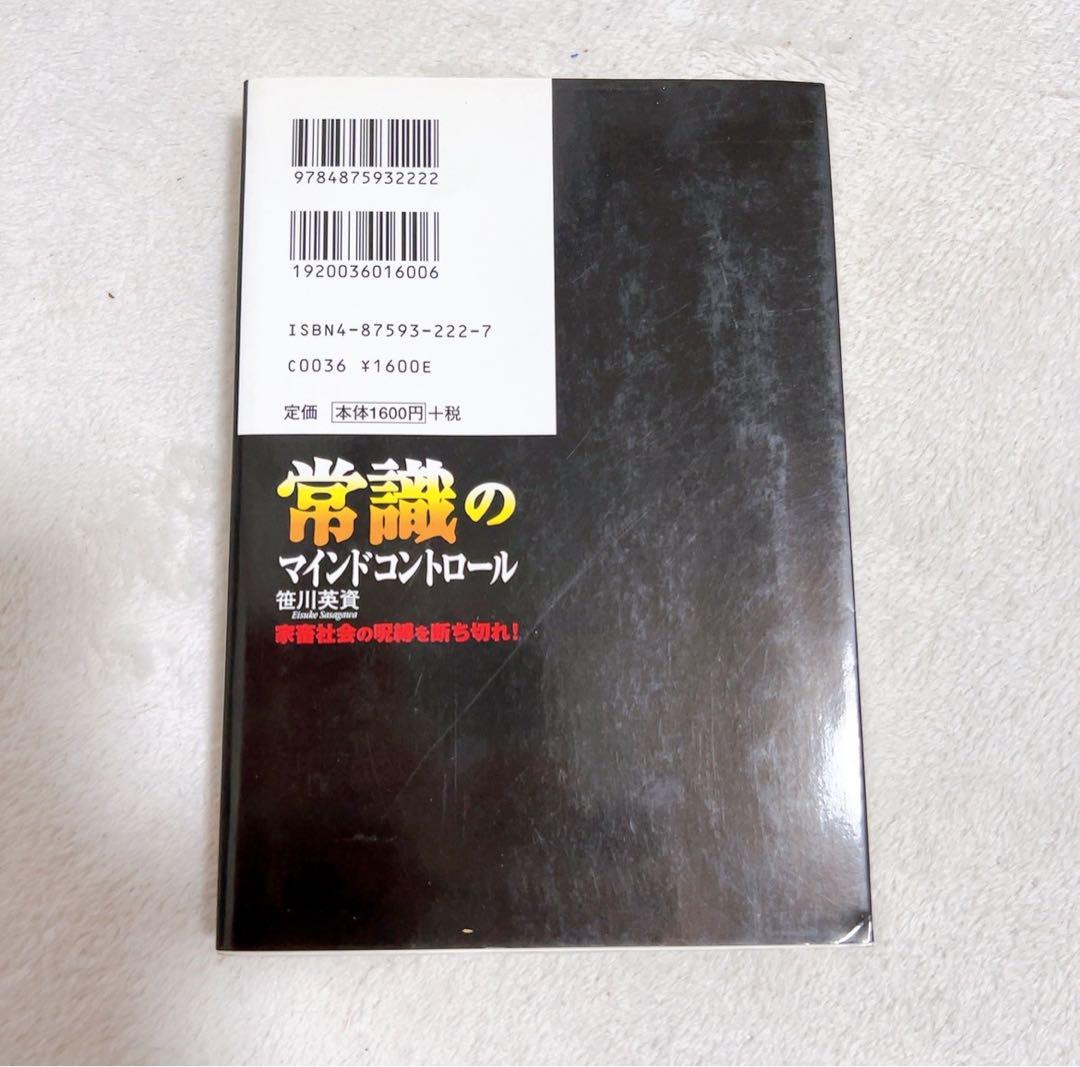 9784875932222
1920036016006
ISBN4-87593-222-7
C0036 ¥1600E
定価 本体1600円+税
常識の
マインドコントロール
笹川英資
Eisuke Sasagawa
家畜社会の呪縛を断ち切れ!